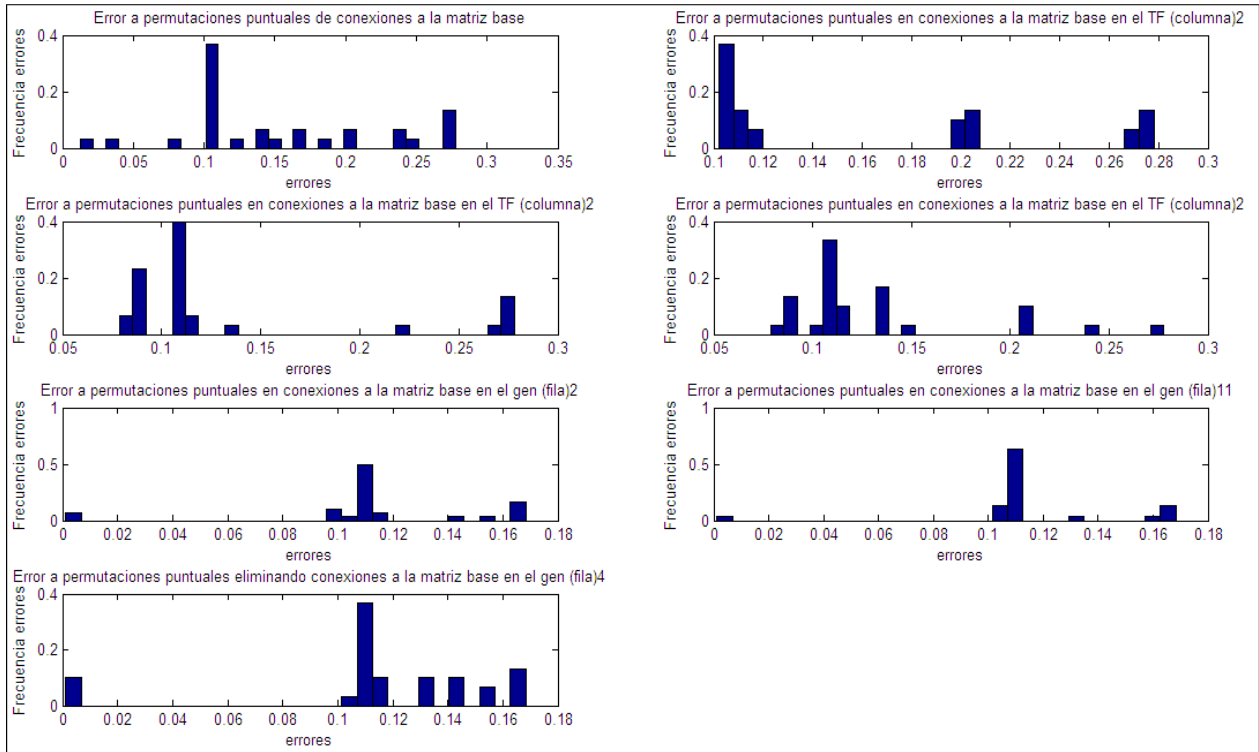 Error a permutaciones puntuales de conexiones a la matriz base
Frecuencia errores
0.4
0.2
0
0 0.05 0.1 0.15 0.2 0.25 0.3 0.35
errores
Error a permutaciones puntuales en conexiones a la matriz base en el TF (columna)2
Frecuencia errores
0.4
0.2
0
0.1 0.12 0.14 0.16 0.18 0.2 0.22 0.24 0.26 0.28 0.3
errores
Error a permutaciones puntuales en conexiones a la matriz base en el TF (columna)2
Frecuencia errores
0.4
0.2
0
0.05 0.1 0.15 0.2 0.25 0.3
errores
Error a permutaciones puntuales en conexiones a la matriz base en el TF (columna)2
Frecuencia errores
0.4
0.2
0
0.05 0.1 0.15 0.2 0.25 0.3
errores
Error a permutaciones puntuales en conexiones a la matriz base en el gen (fila)2
Frecuencia errores
1
0.5
0
0 0.02 0.04 0.06 0.08 0.1 0.12 0.14 0.16 0.18
errores
Error a permutaciones puntuales en conexiones a la matriz base en el gen (fila)11
Frecuencia errores
1
0.5
0
0 0.02 0.04 0.06 0.08 0.1 0.12 0.14 0.16 0.18
errores
Error a permutaciones puntuales eliminando conexiones a la matriz base en el gen (fila)4
Frecuencia errores
0.4
0.2
0
0 0.02 0.04 0.06 0.08 0.1 0.12 0.14 0.16 0.18
errores